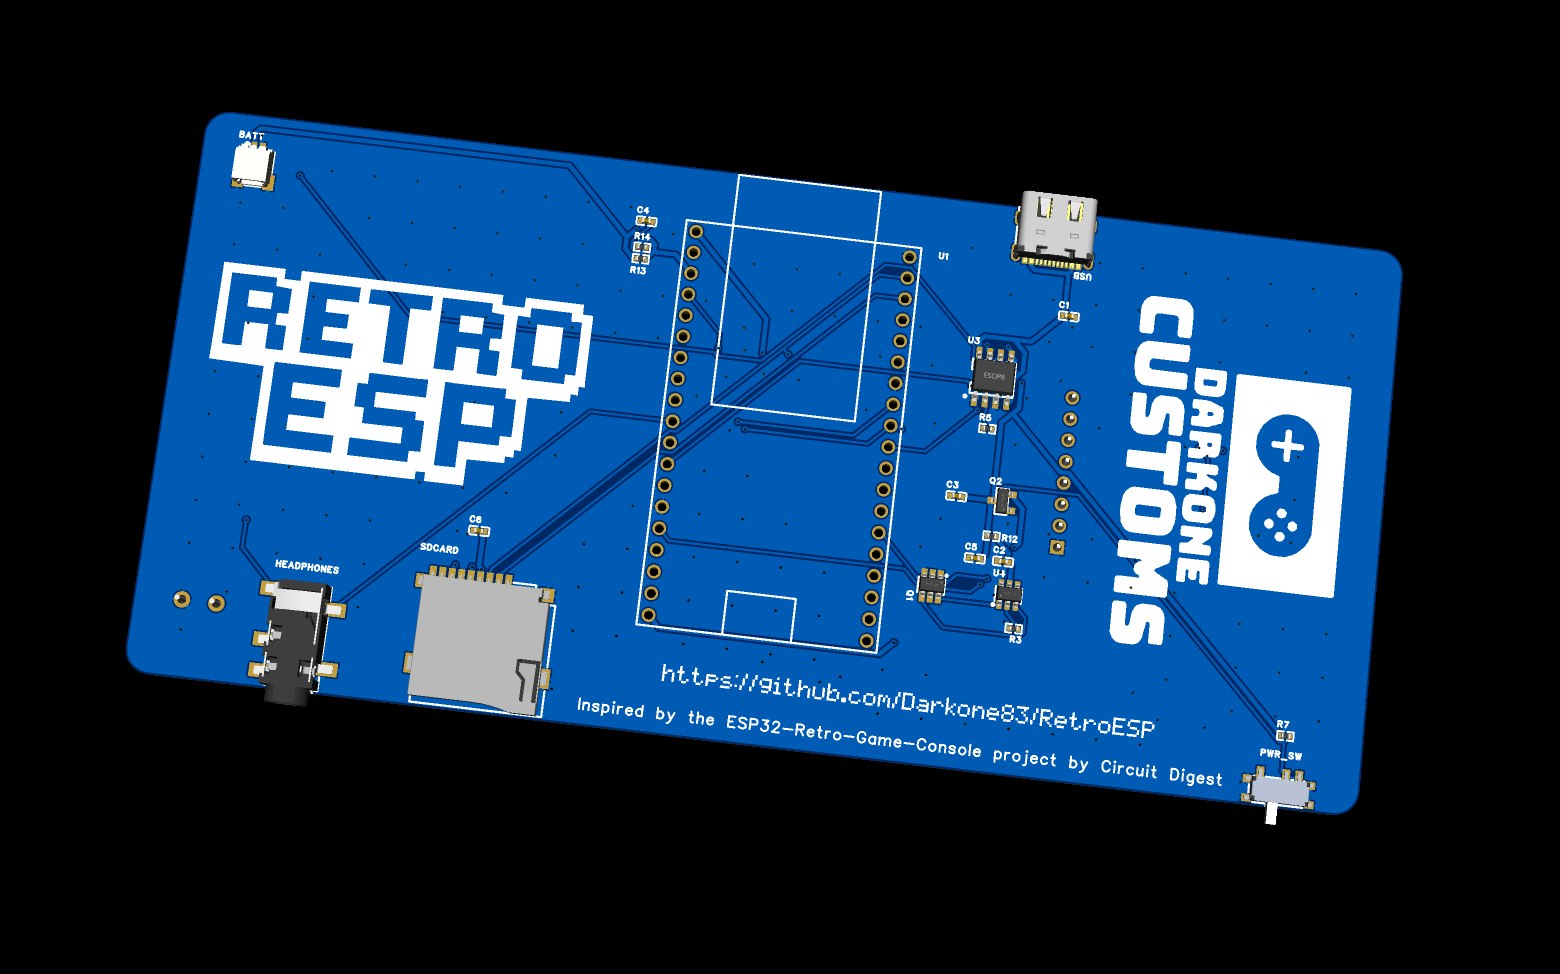 BATT
C4
R14
R13
U1
USB
C1
U3
ESOP8
R5
RETRO
ESP
DARKONE
CUSTOMS
C3
Q2
R12
C5
C2
U4
Q1
R3
C6
SDCARD
HEADPHONES
https://github.com/Darkone83/RetroESP
Inspired by the ESP32-Retro-Game-Console project by Circuit Digest
R7
PWR_SW